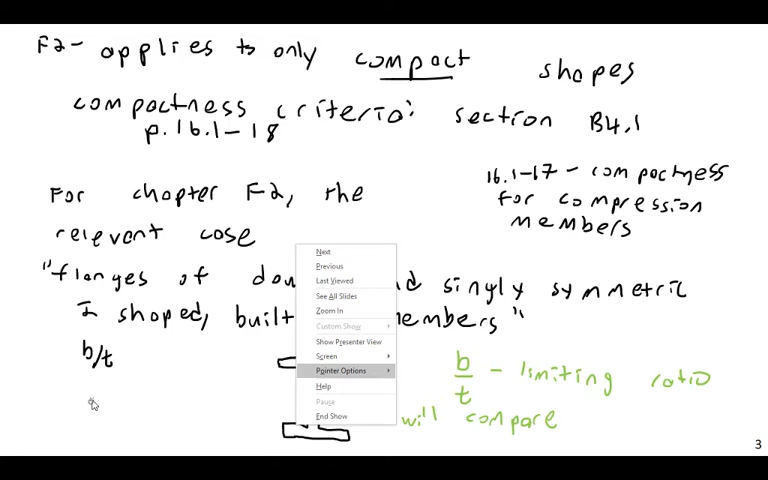 F2- applies to only compact shapes
compactness criteria: section B4.1
p.16.1-18
16.1-17 - compactness
for compression
members
For chapter F2, the
relevent case
"flanges of dou nd singly symmetric
I shaped, built members"
b/t
b/t - limiting ratio
will compare
Next
Previous
Last Viewed
See All Slides
Zoom In
Custom Show
Show Presenter View
Screen
Pointer Options
Help
Pause
End Show
3